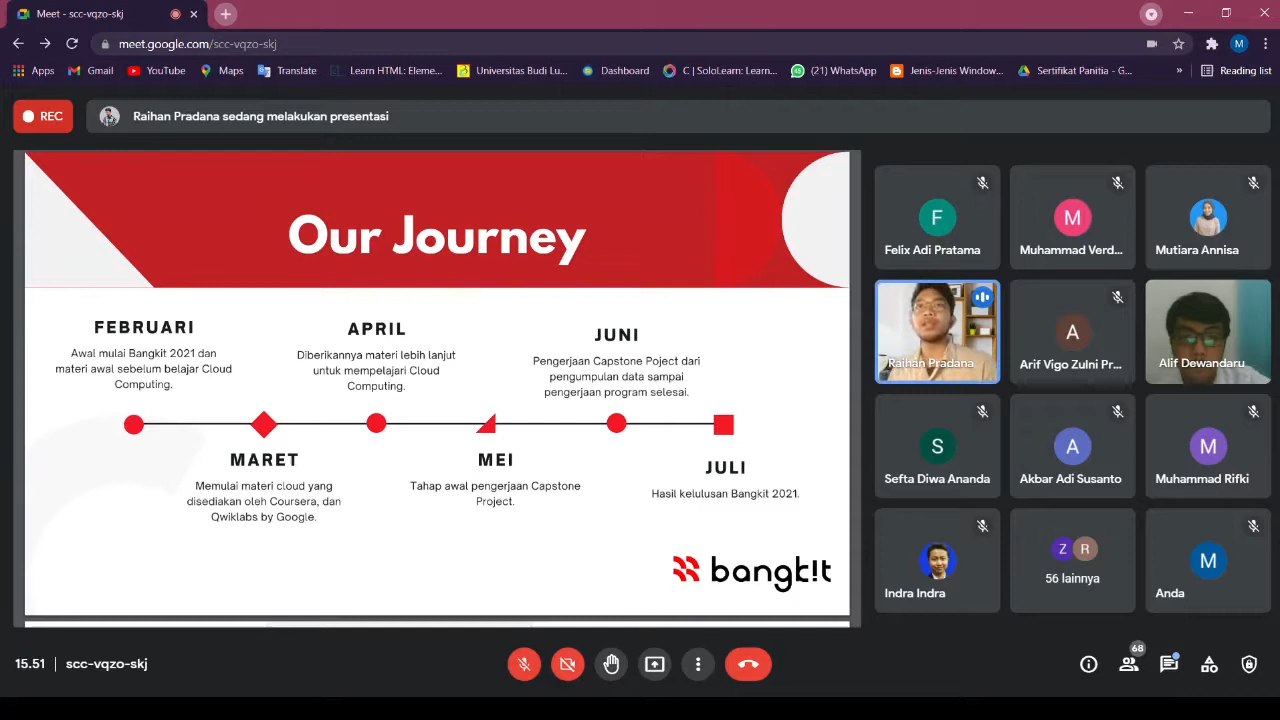 Meet - scc-vqzo-skj
meet.google.com/scc-vqzo-skj
M
Apps
Gmail
YouTube
Maps
Translate
Learn HTML: Eleme...
Universitas Budi Lu...
Dashboard
C | SoloLearn: Learn...
(21) WhatsApp
Jenis-Jenis Window...
Sertifikat Panitia - G...
»
Reading list
REC
Raihan Pradana sedang melakukan presentasi
Our Journey
FEBRUARI
Awal mulai Bangkit 2021 dan
materi awal sebelum belajar Cloud
Computing.
APRIL
Diberikannya materi lebih lanjut
untuk mempelajari Cloud
Computing.
JUNI
Pengerjaan Capstone Poject dari
pengumpulan data sampai
pengerjaan program selesai.
MARET
Memulai materi cloud yang
disediakan oleh Coursera, dan
Qwiklabs by Google.
MEI
Tahap awal pengerjaan Capstone
Project.
JULI
Hasil kelulusan Bangkit 2021.
bangk!t
F
Felix Adi Pratama
M
Muhammad Verd...
Mutiara Annisa
Raihan Pradana
A
Arif Vigo Zulni Pr...
Alif Dewandaru
S
Sefta Diwa Ananda
A
Akbar Adi Susanto
M
Muhammad Rifki
Indra Indra
Z R
56 lainnya
M
Anda
15.51 | scc-vqzo-skj
68